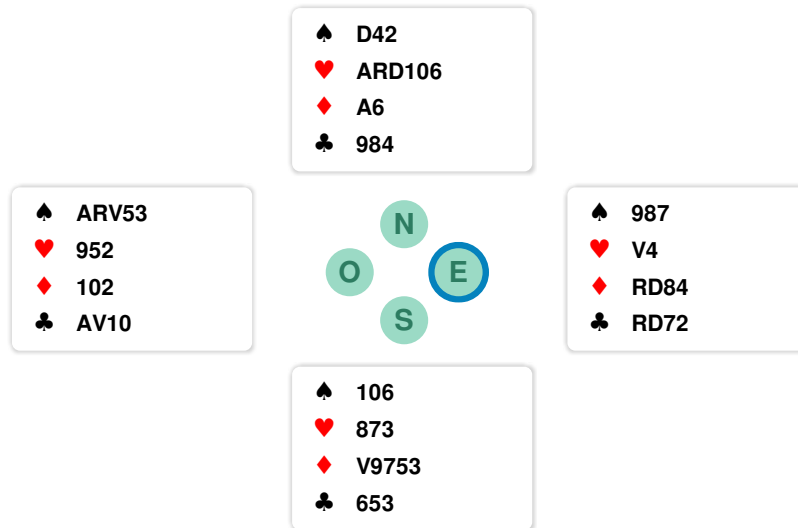 ♠ D42
♥ ARD106
♦ A6
♣ 984
♠ ARV53
♥ 952
♦ 102
♣ AV10
N
O E
S
♠ 987
♥ V4
♦ RD84
♣ RD72
♠ 106
♥ 873
♦ V9753
♣ 653